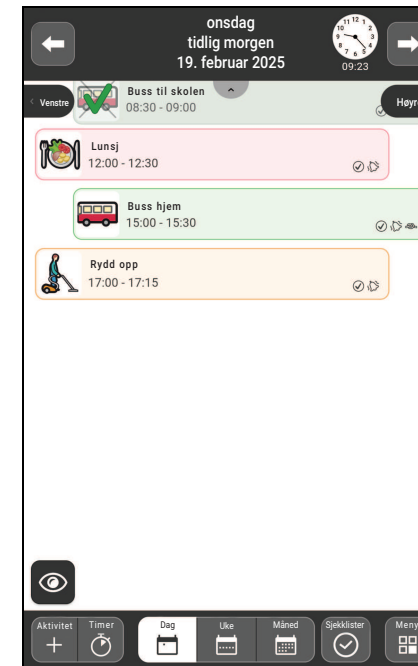 onsdag
tidlig morgen
19. februar 2025
09:23
Venstre
Buss til skolen
08:30 - 09:00
Høyre
Lunsj
12:00 - 12:30
Buss hjem
15:00 - 15:30
Rydd opp
17:00 - 17:15
Aktivitet
Timer
Dag
Uke
Måned
Sjekklister
Meny